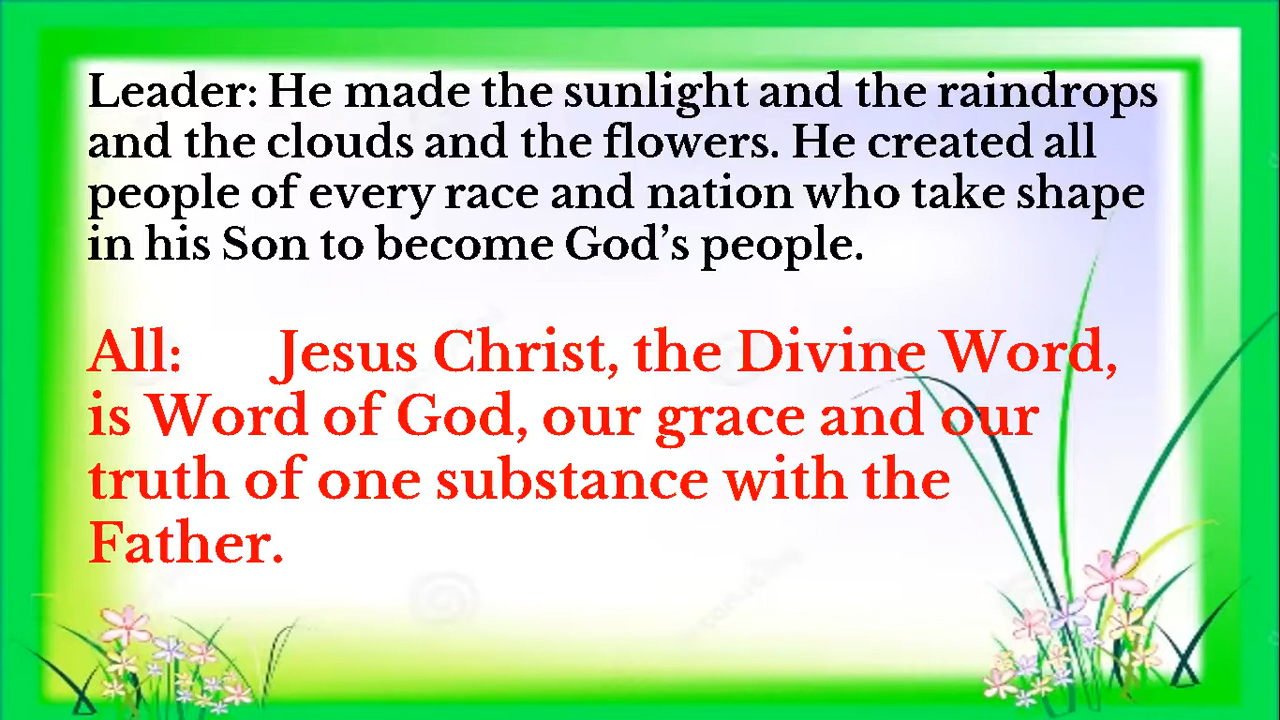 Leader: He made the sunlight and the raindrops
and the clouds and the flowers. He created all
people of every race and nation who take shape
in his Son to become God’s people.
All: Jesus Christ, the Divine Word,
is Word of God, our grace and our
truth of one substance with the
Father.